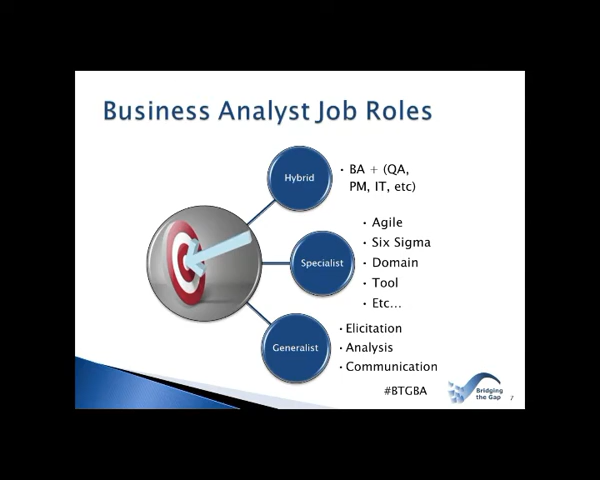 Business Analyst Job Roles
Hybrid
• BA + (QA,
PM, IT, etc)
Specialist
• Agile
• Six Sigma
• Domain
• Tool
• Etc...
Generalist
• Elicitation
• Analysis
• Communication
#BTGBA
Bridging
the Gap
7